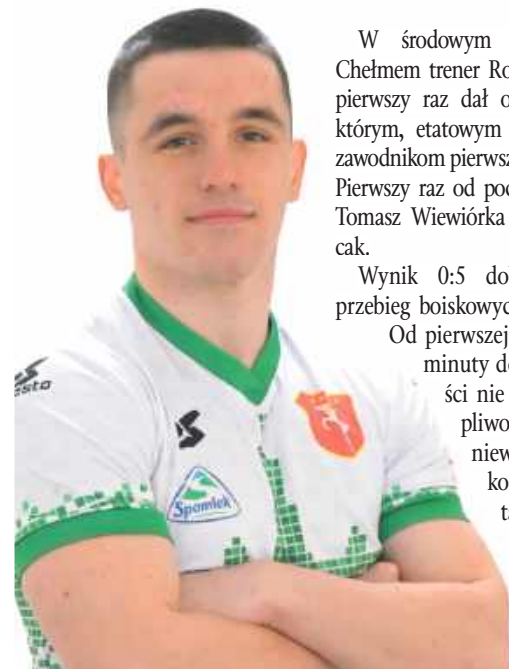 W środowym
Chełmem trener Ro
pierwszy raz dał o
którym, etatowym
zawodnikom pierwsz
Pierwszy raz od poc
Tomasz Wiewiórka
cak.
Wynik 0:5 dol
przebieg boiskowyc
Od pierwszej
minuty do
ści nie
pliwo
niew
ko
ta
esto
Spomlek